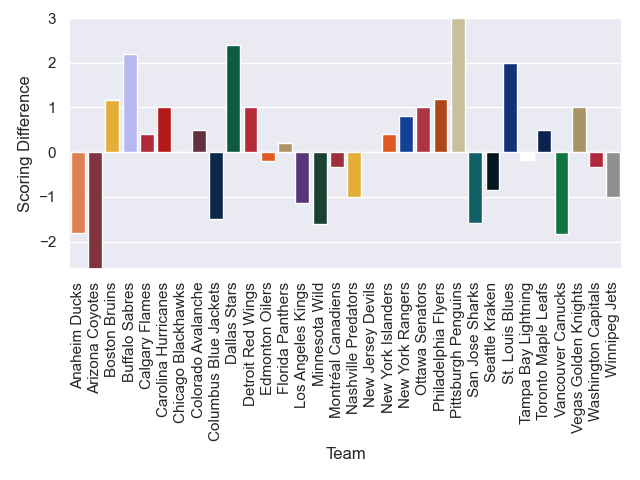 3
2
1
0
−1
−2
Scoring Difference
Anaheim Ducks
Arizona Coyotes
Boston Bruins
Buffalo Sabres
Calgary Flames
Carolina Hurricanes
Chicago Blackhawks
Colorado Avalanche
Columbus Blue Jackets
Dallas Stars
Detroit Red Wings
Edmonton Oilers
Florida Panthers
Los Angeles Kings
Minnesota Wild
Montréal Canadiens
Nashville Predators
New Jersey Devils
New York Islanders
New York Rangers
Ottawa Senators
Philadelphia Flyers
Pittsburgh Penguins
San Jose Sharks
Seattle Kraken
St. Louis Blues
Tampa Bay Lightning
Toronto Maple Leafs
Vancouver Canucks
Vegas Golden Knights
Washington Capitals
Winnipeg Jets
Team